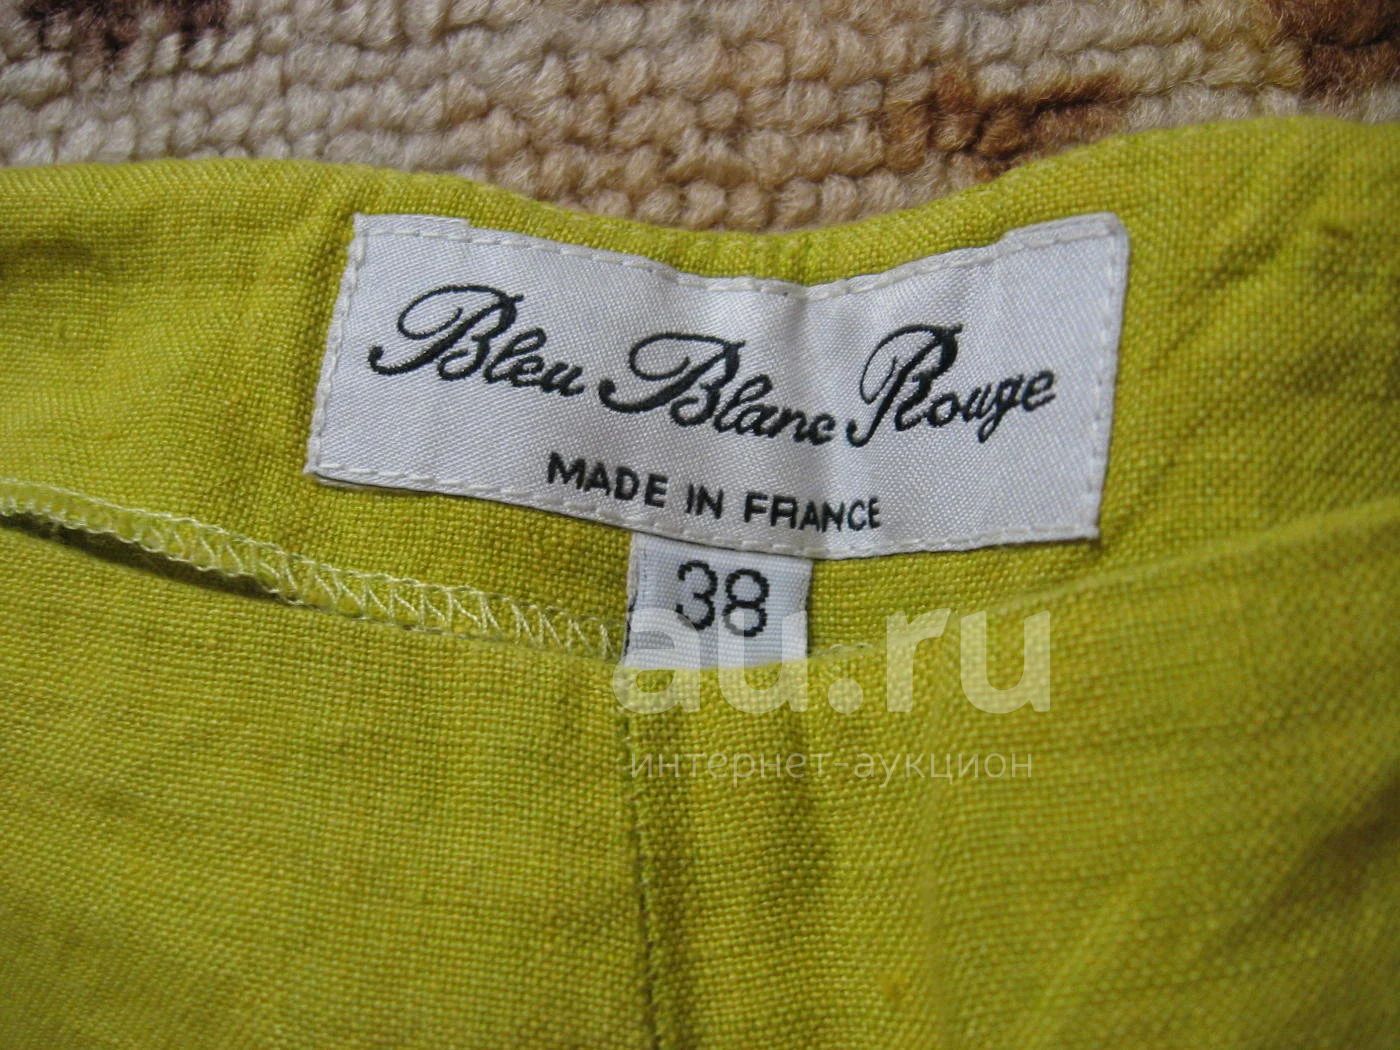 Bleu Blanc Rouge
MADE IN FRANCE
38
au.ru
интернет-аукцион